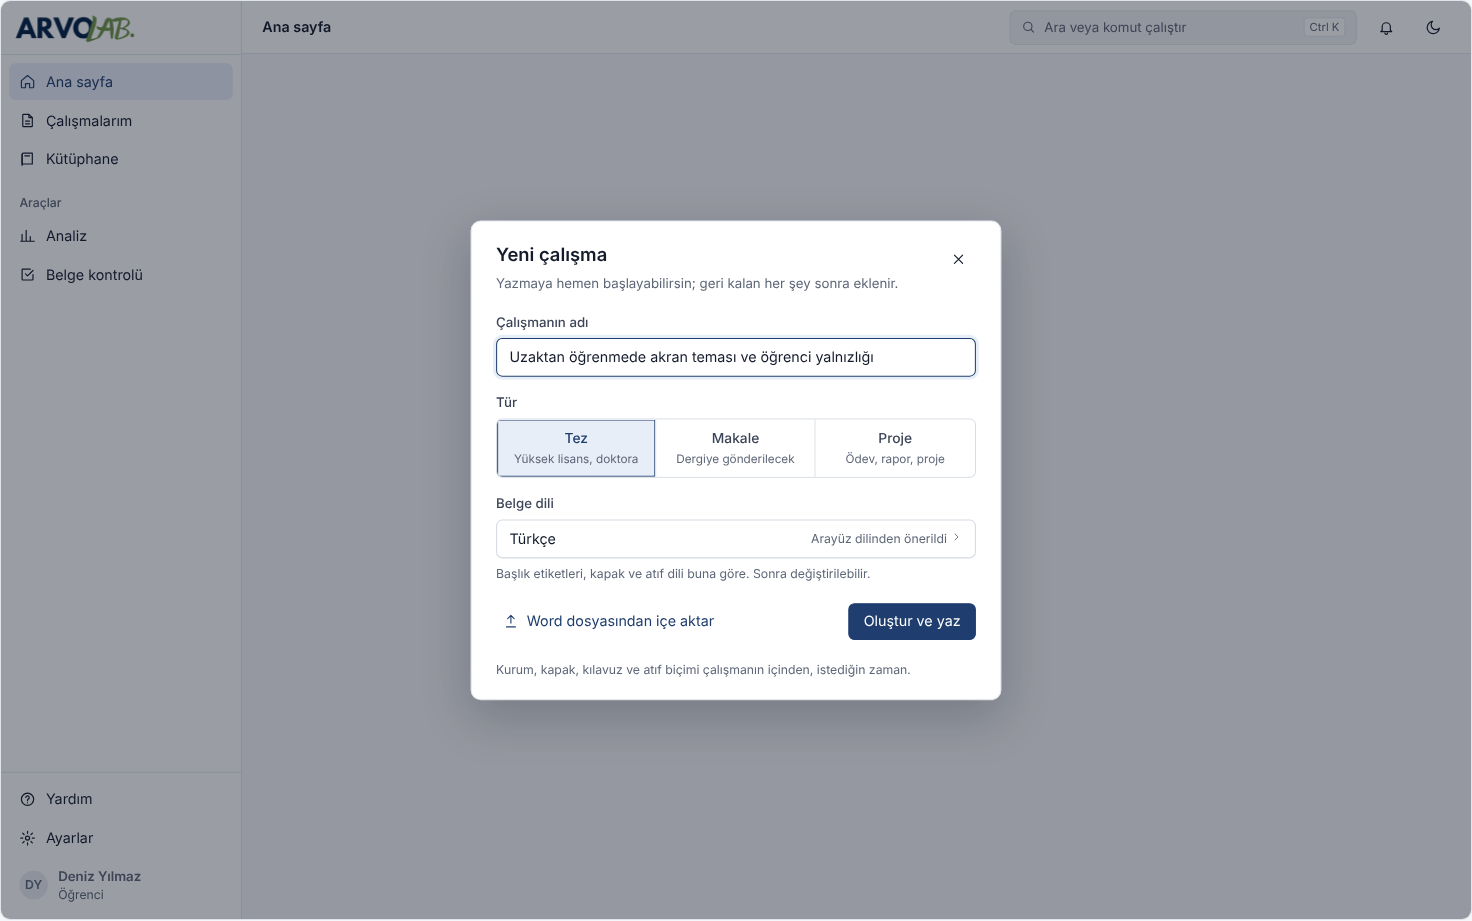 ARVOLAB.
Ana sayfa
Ara veya komut çalıştır
Ctrl K
Ana sayfa
Çalışmalarım
Kütüphane
Araçlar
Analiz
Belge kontrolü
Yeni çalışma
Yazmaya hemen başlayabilirsin; geri kalan her şey sonra eklenir.
Çalışmanın adı
Uzaktan öğrenmede akran teması ve öğrenci yalnızlığı
Tür
Tez
Yüksek lisans, doktora
Makale
Dergiye gönderilecek
Proje
Ödev, rapor, proje
Belge dili
Türkçe
Arayüz dilinden önerildi
Başlık etiketleri, kapak ve atıf dili buna göre. Sonra değiştirilebilir.
Word dosyasından içe aktar
Oluştur ve yaz
Kurum, kapak, kılavuz ve atıf biçimi çalışmanın içinden, istediğin zaman.
Yardım
Ayarlar
DY
Deniz Yılmaz
Öğrenci